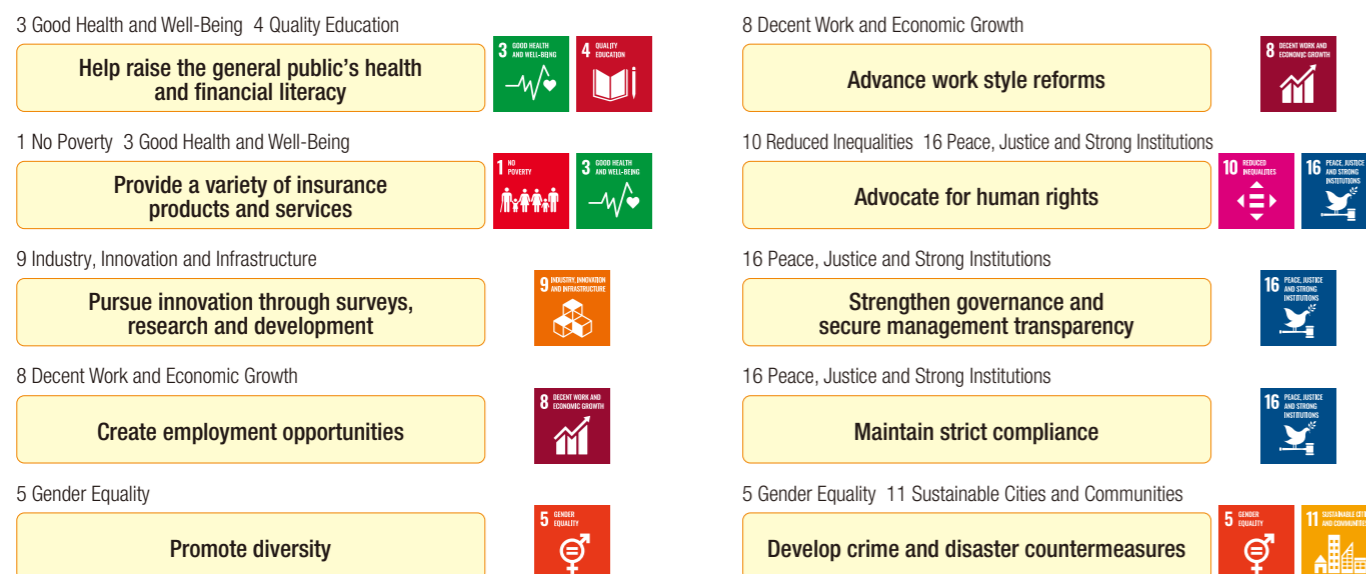 3 Good Health and Well-Being 4 Quality Education
Help raise the general public's health
and financial literacy
3 GOOD HEALTH
AND WELL-BEING
4 QUALITY
EDUCATION
1 No Poverty 3 Good Health and Well-Being
Provide a variety of insurance
products and services
1 NO
POVERTY
3 GOOD HEALTH
AND WELL-BEING
9 Industry, Innovation and Infrastructure
Pursue innovation through surveys,
research and development
9 INDUSTRY, INNOVATION
AND INFRASTRUCTURE
8 Decent Work and Economic Growth
Create employment opportunities
8 DECENT WORK AND
ECONOMIC GROWTH
5 Gender Equality
Promote diversity
5 GENDER
EQUALITY
8 Decent Work and Economic Growth
Advance work style reforms
8 DECENT WORK AND
ECONOMIC GROWTH
10 Reduced Inequalities 16 Peace, Justice and Strong Institutions
Advocate for human rights
10 REDUCED
INEQUALITIES
16 PEACE, JUSTICE
AND STRONG
INSTITUTIONS
16 Peace, Justice and Strong Institutions
Strengthen governance and
secure management transparency
16 PEACE, JUSTICE
AND STRONG
INSTITUTIONS
16 Peace, Justice and Strong Institutions
Maintain strict compliance
16 PEACE, JUSTICE
AND STRONG
INSTITUTIONS
5 Gender Equality 11 Sustainable Cities and Communities
Develop crime and disaster countermeasures
5 GENDER
EQUALITY
11 SUSTAINABLE
AND COMMUNITIES